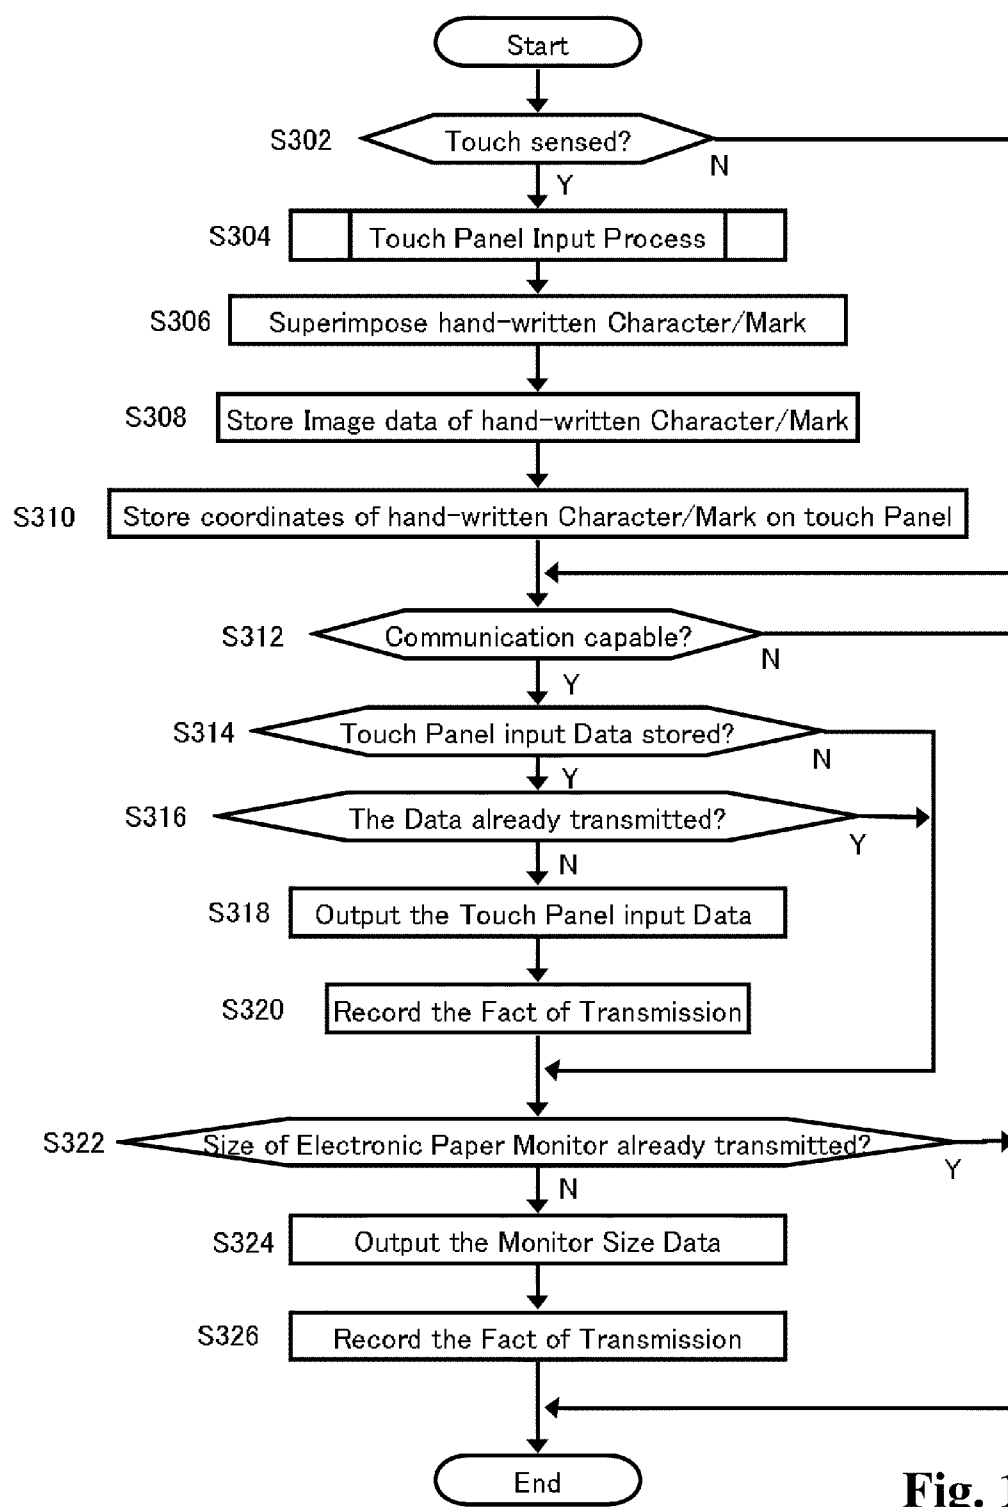 Start
S302
Touch sensed?
N
Y
S304
Touch Panel Input Process
S306
Superimpose hand-written Character/Mark
S308
Store Image data of hand-written Character/Mark
S310
Store coordinates of hand-written Character/Mark on touch Panel
S312
Communication capable?
N
Y
S314
Touch Panel input Data stored?
N
Y
S316
The Data already transmitted?
Y
N
S318
Output the Touch Panel input Data
S320
Record the Fact of Transmission
S322
Size of Electronic Paper Monitor already transmitted?
Y
N
S324
Output the Monitor Size Data
S326
Record the Fact of Transmission
End
Fig.